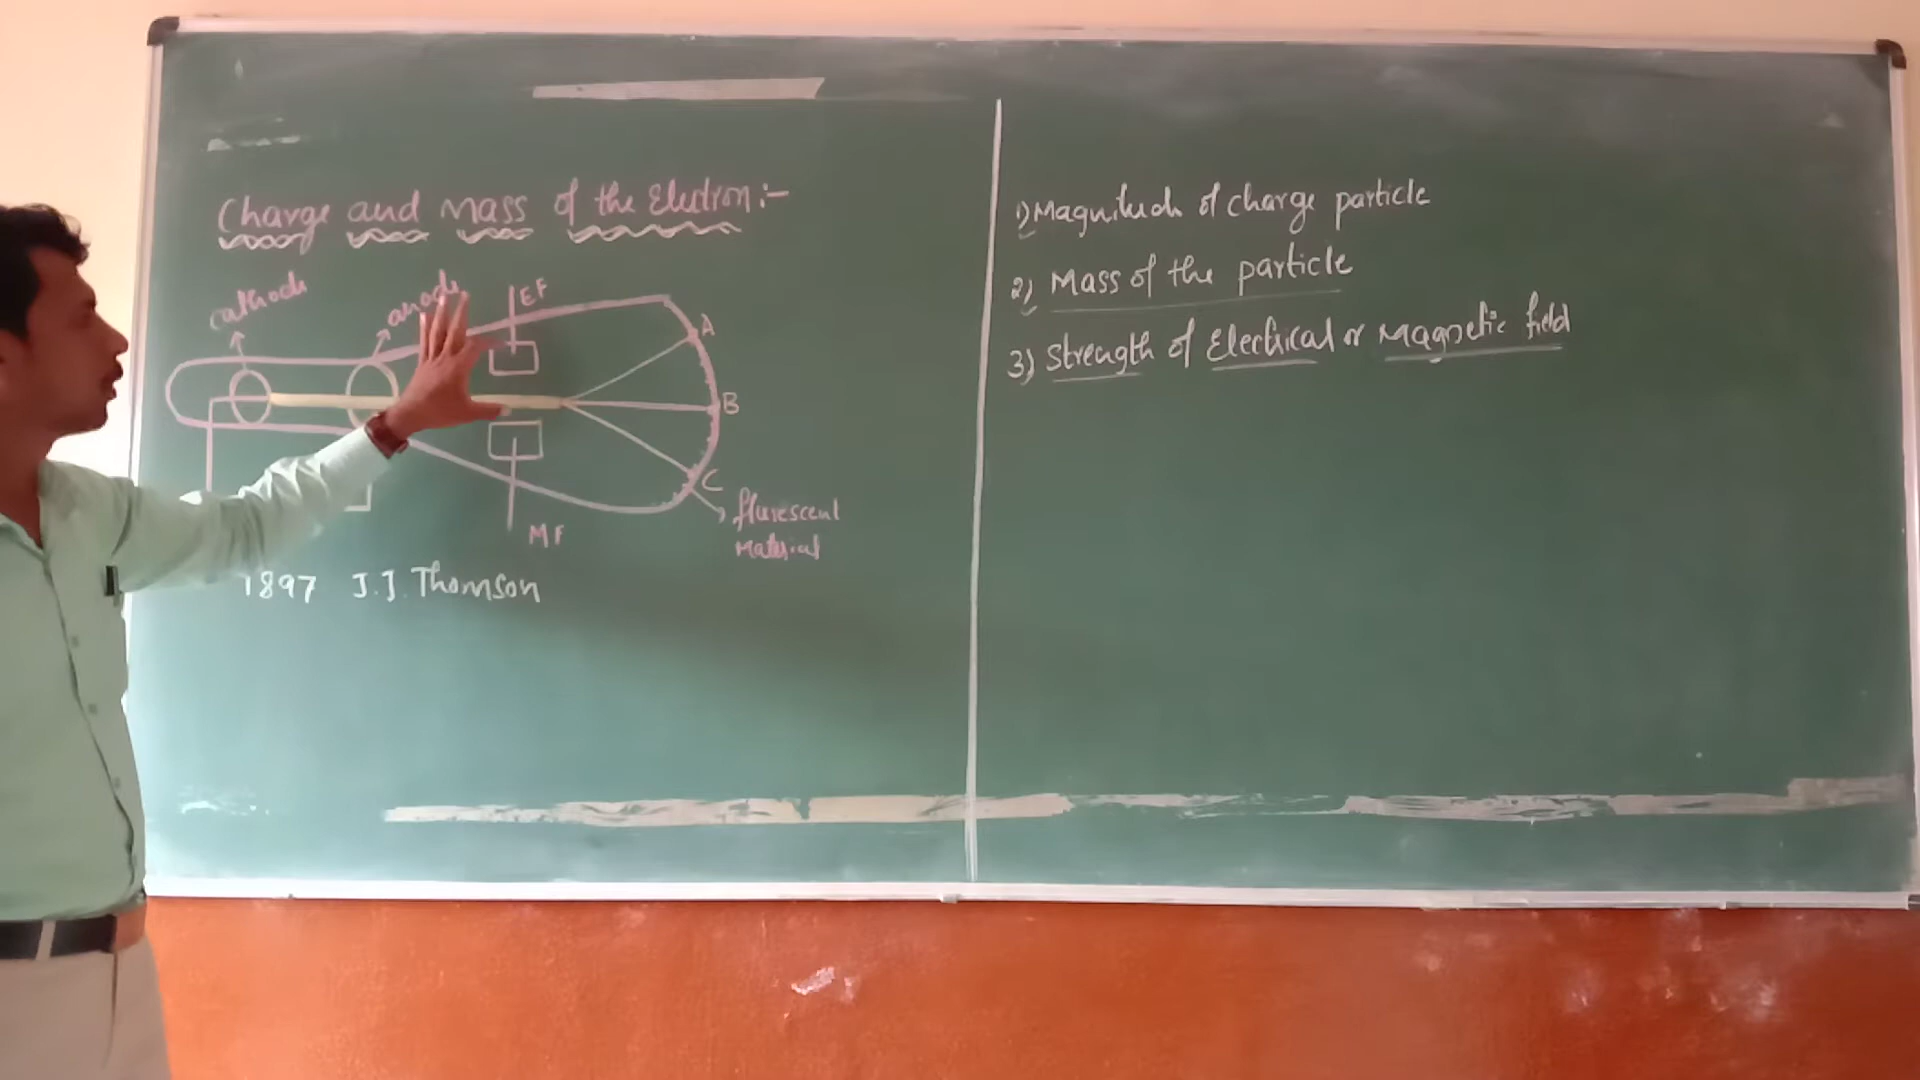 Charge and Mass of the Electron:-
cathode
anode
EF
A
B
C
flurescent
Material
MF
1897 J.J. Thomson
1) Magnitude of charge particle
2) Mass of the particle
3) Strength of Electrical or Magnetic field